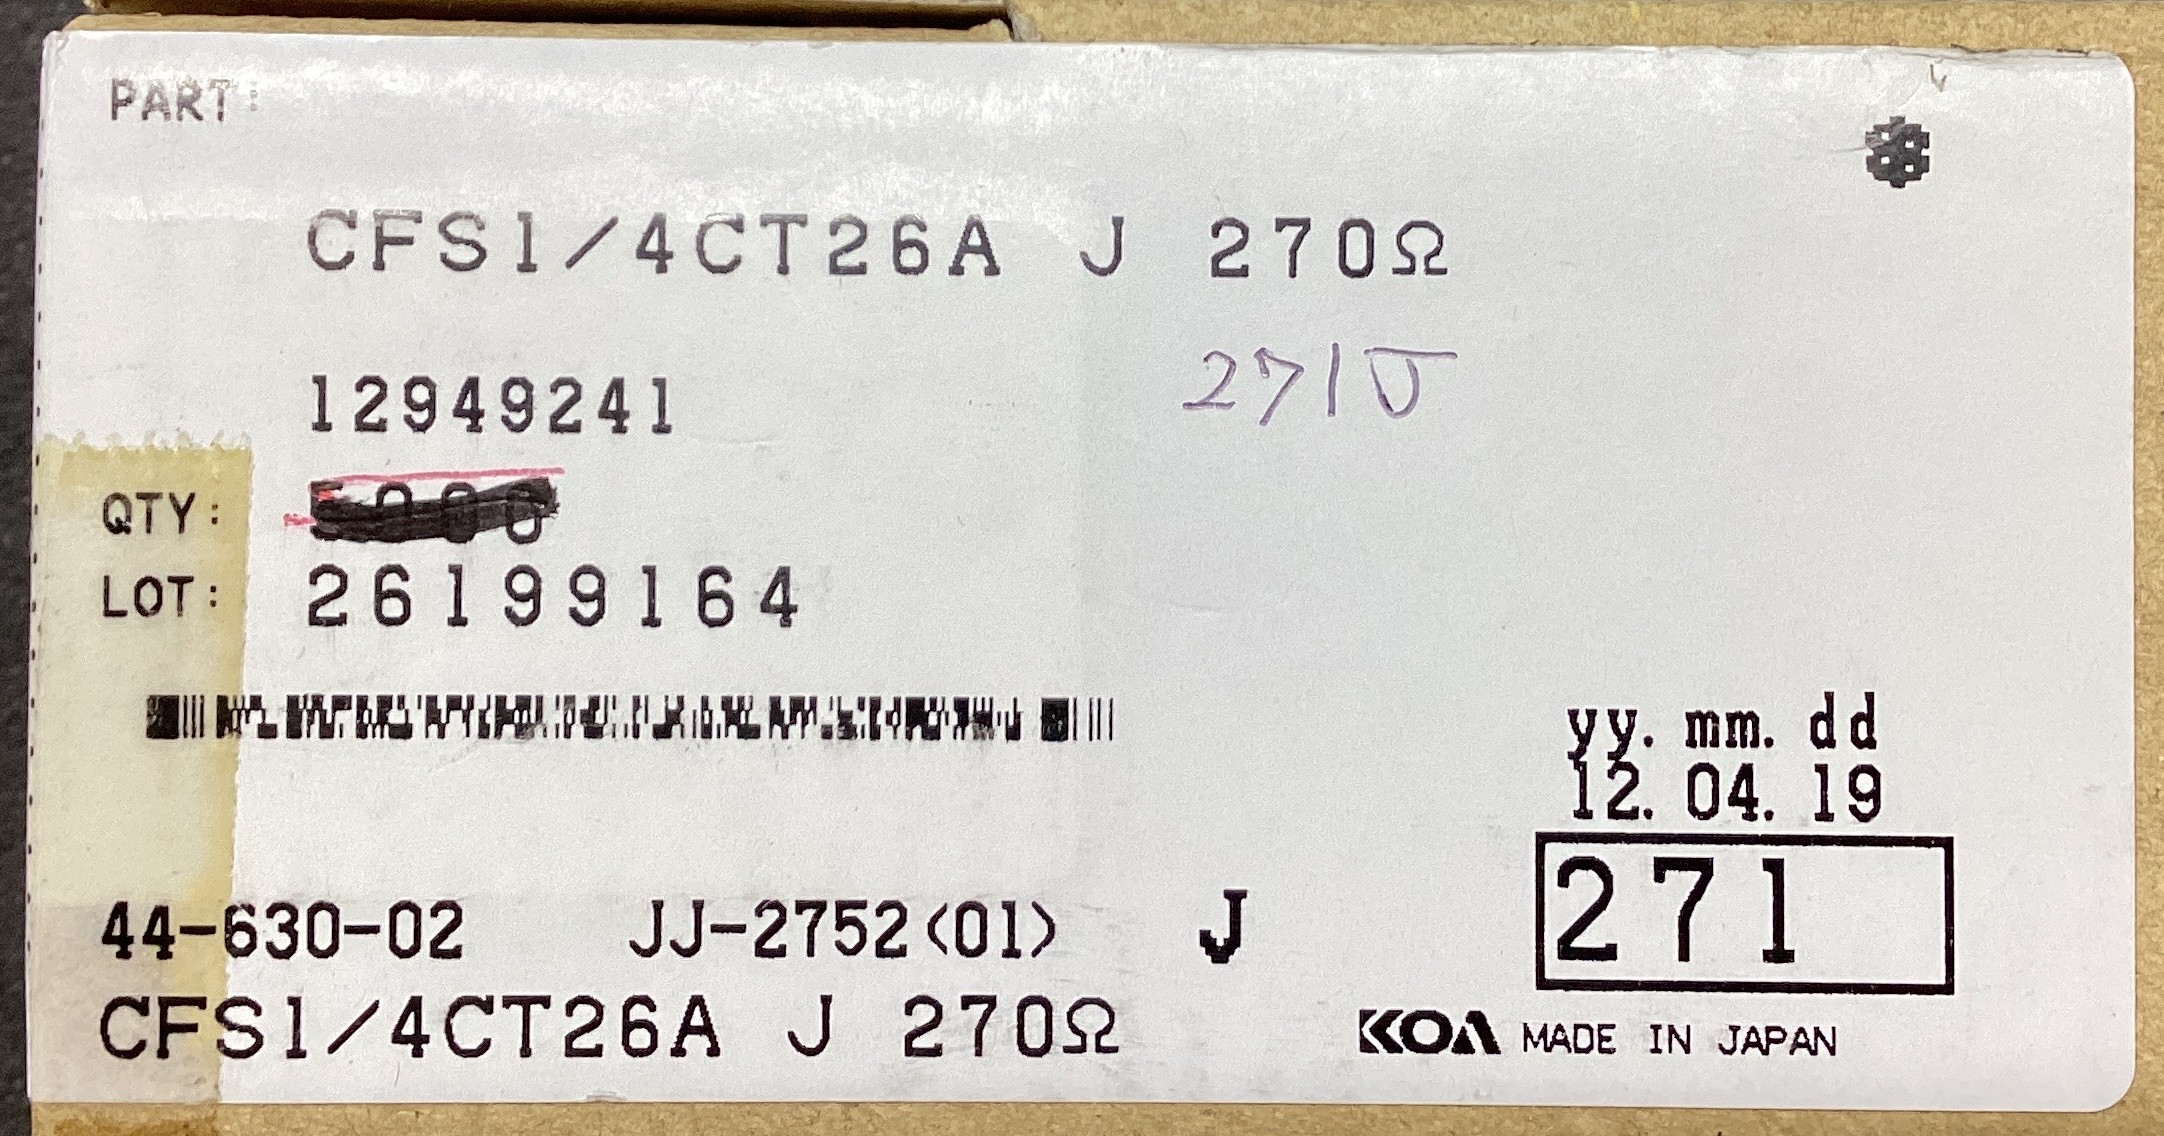 PART:
CFS1/4CT26A J 270Ω
12949241
271J
QTY:
LOT: 26199164
yy. mm. dd
12. 04. 19
271
44-630-02 JJ-2752(01) J
CFS1/4CT26A J 270Ω
KOA MADE IN JAPAN